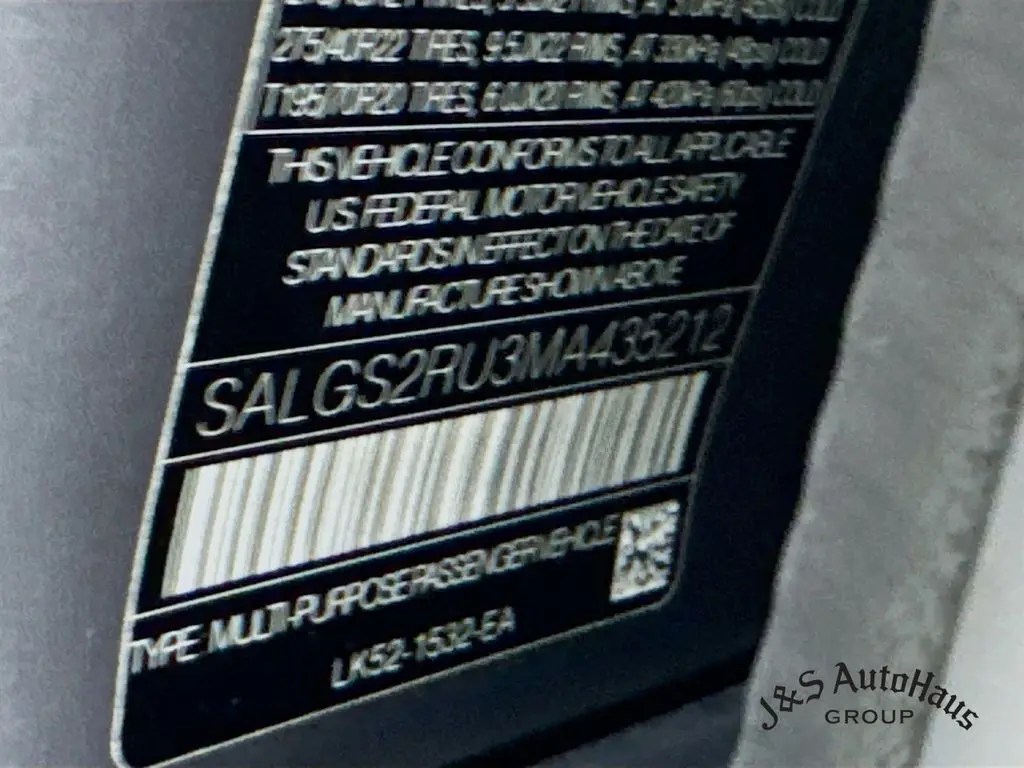 275/40R22 TIRES, 9.5JX22 RIMS, AT 330kPa(48psi) COLD
T195/70R20 TIRES, 6.0JX20 RIMS, AT 420kPa(61psi) COLD
THIS VEHICLE CONFORMS TO ALL APPLICABLE
U.S. FEDERAL MOTOR VEHICLE SAFETY
STANDARDS IN EFFECT ON THE DATE OF
MANUFACTURE SHOWN ABOVE
SALGS2RU3MA435212
TYPE: MULTI-PURPOSE PASSENGER VEHICLE
LK52-1532-EA
J&S AutoHaus
GROUP